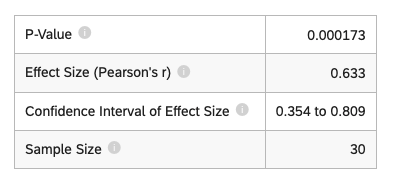 P-Value 0.000173
Effect Size (Pearson's r) 0.633
Confidence Interval of Effect Size 0.354 to 0.809
Sample Size 30